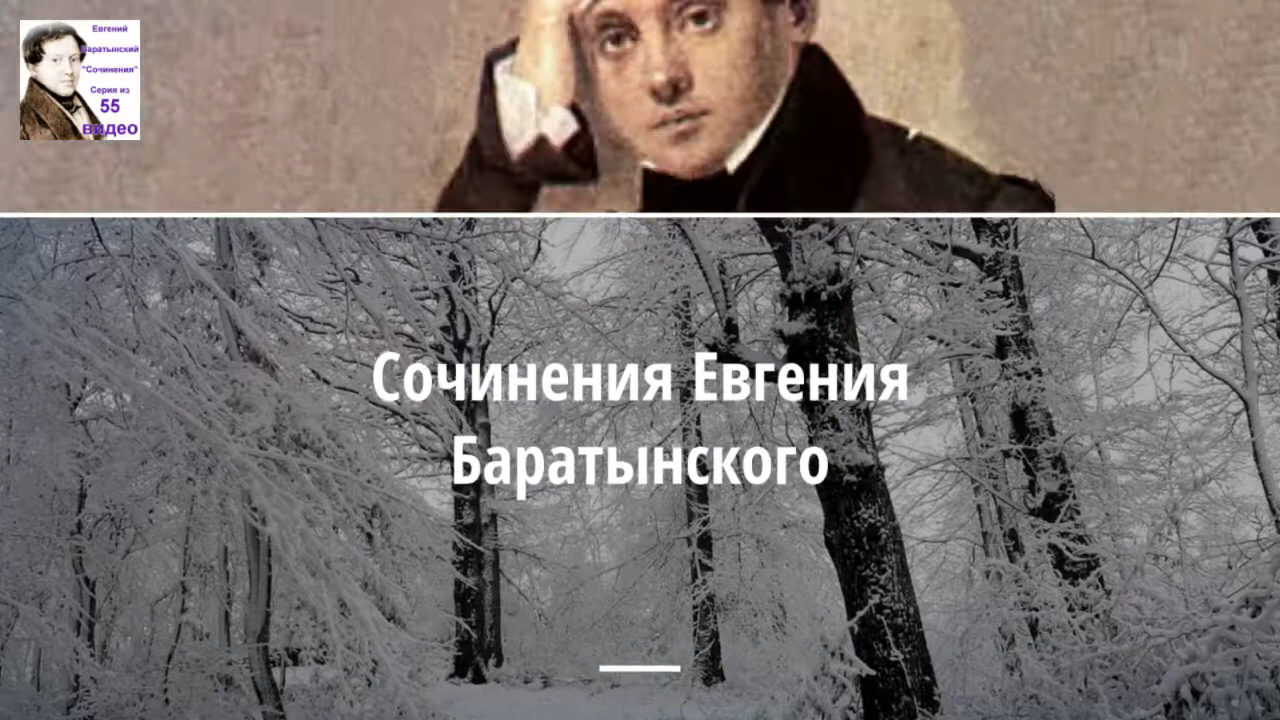 Евгений
Баратынский
"Сочинения"
Серия из
55
видео
Сочинения Евгения
Баратынского